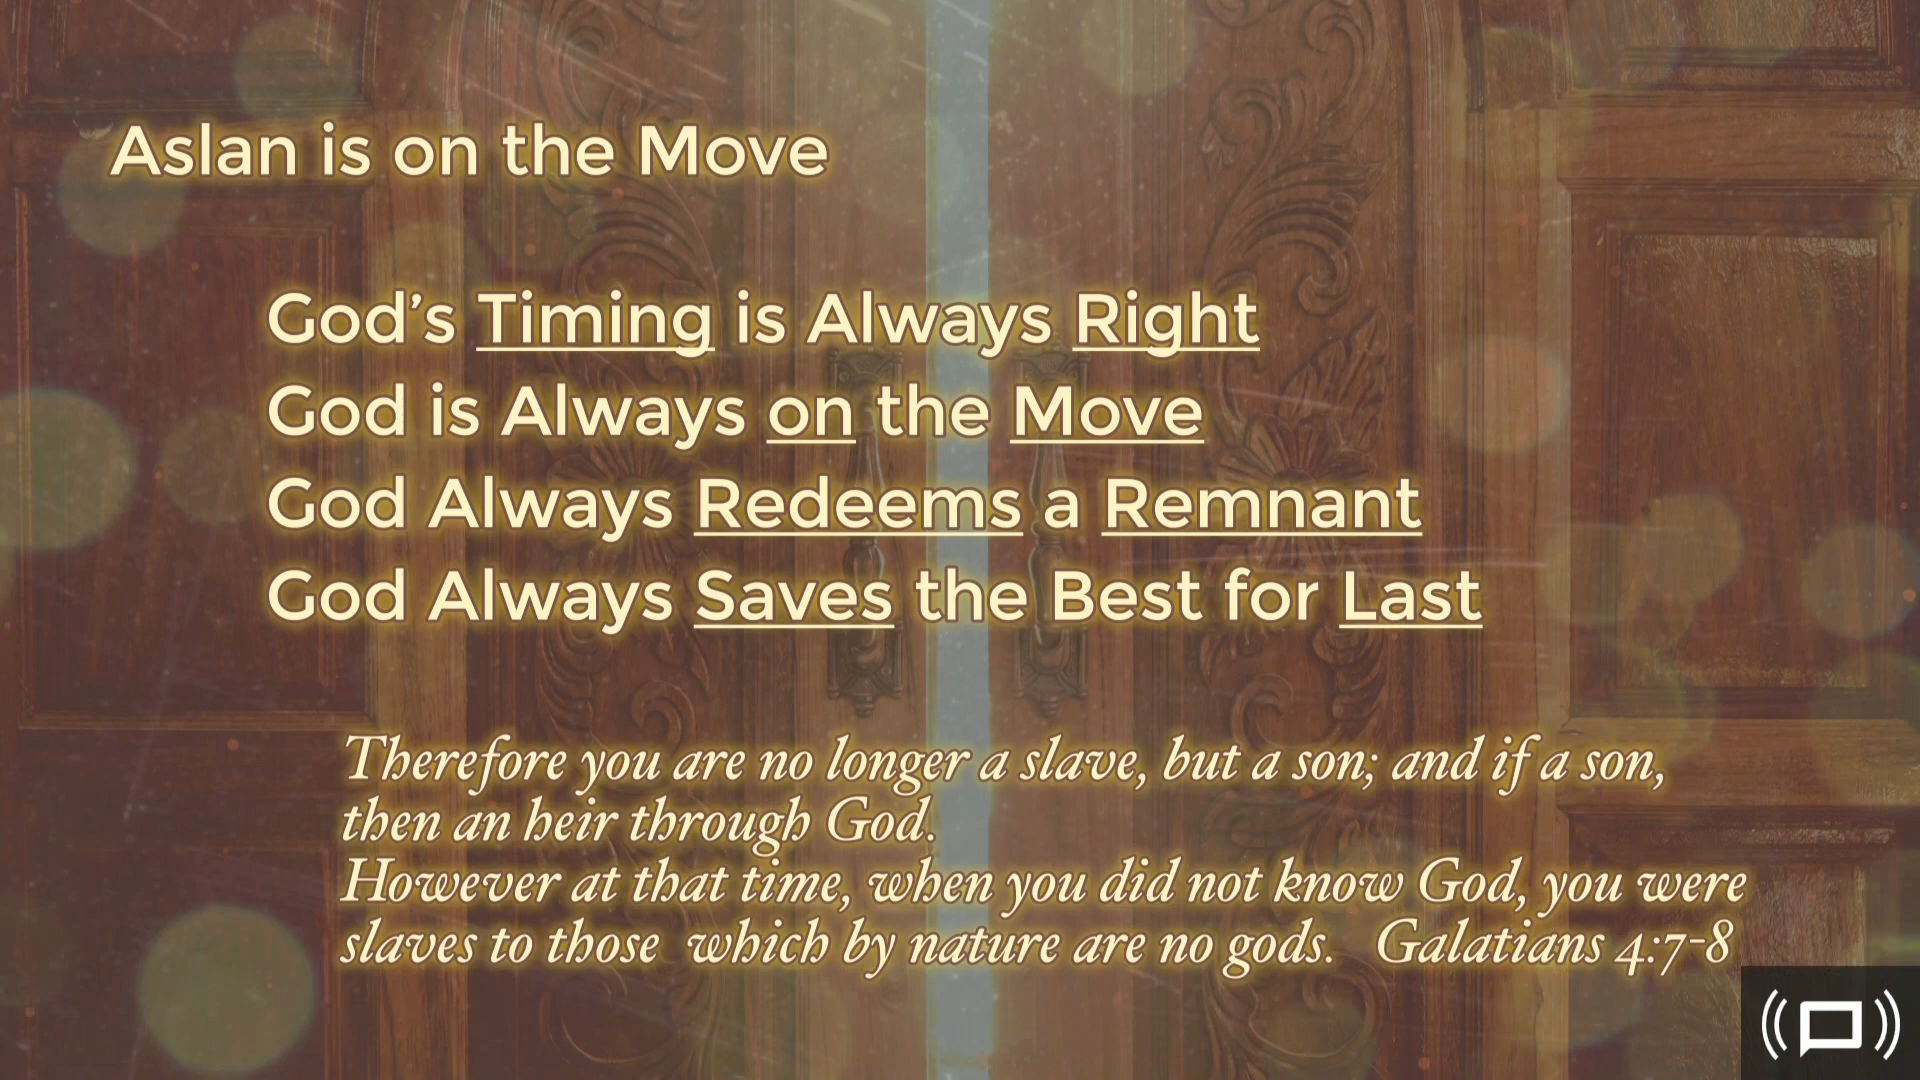 Aslan is on the Move
God’s Timing is Always Right
God is Always on the Move
God Always Redeems a Remnant
God Always Saves the Best for Last
Therefore you are no longer a slave, but a son; and if a son,
then an heir through God.
However at that time, when you did not know God, you were
slaves to those which by nature are no gods. Galatians 4:7-8